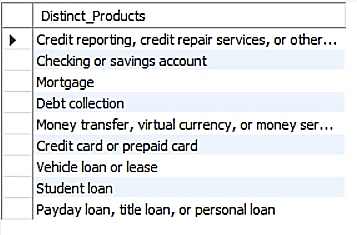 Distinct_Products
Credit reporting, credit repair services, or other...
Checking or savings account
Mortgage
Debt collection
Money transfer, virtual currency, or money ser...
Credit card or prepaid card
Vehicle loan or lease
Student loan
Payday loan, title loan, or personal loan